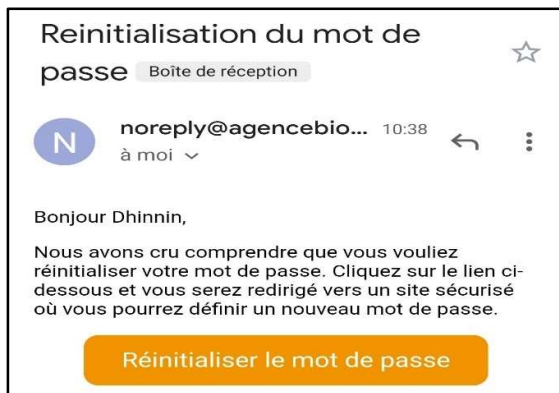 Reinitialisation du mot de
passe Boîte de réception
N
noreply@agencebio... 10:38
à moi
Bonjour Dhinnin,
Nous avons cru comprendre que vous vouliez
réinitialiser votre mot de passe. Cliquez sur le lien ci-
dessous et vous serez redirigé vers un site sécurisé
où vous pourrez définir un nouveau mot de passe.
Réinitialiser le mot de passe